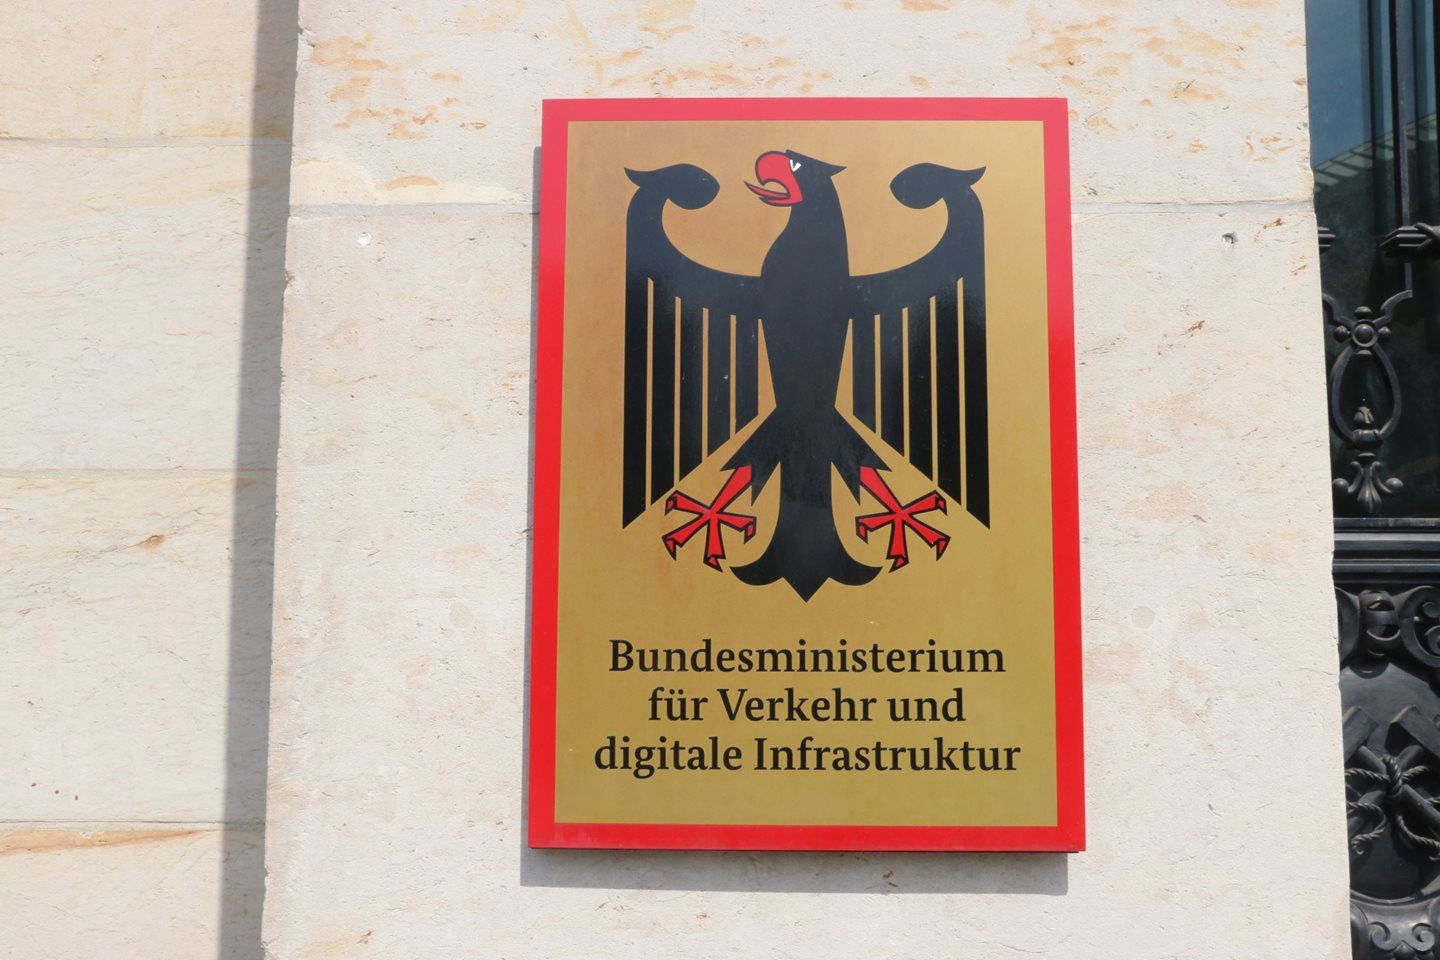 Bundesministerium
für Verkehr und
digitale Infrastruktur